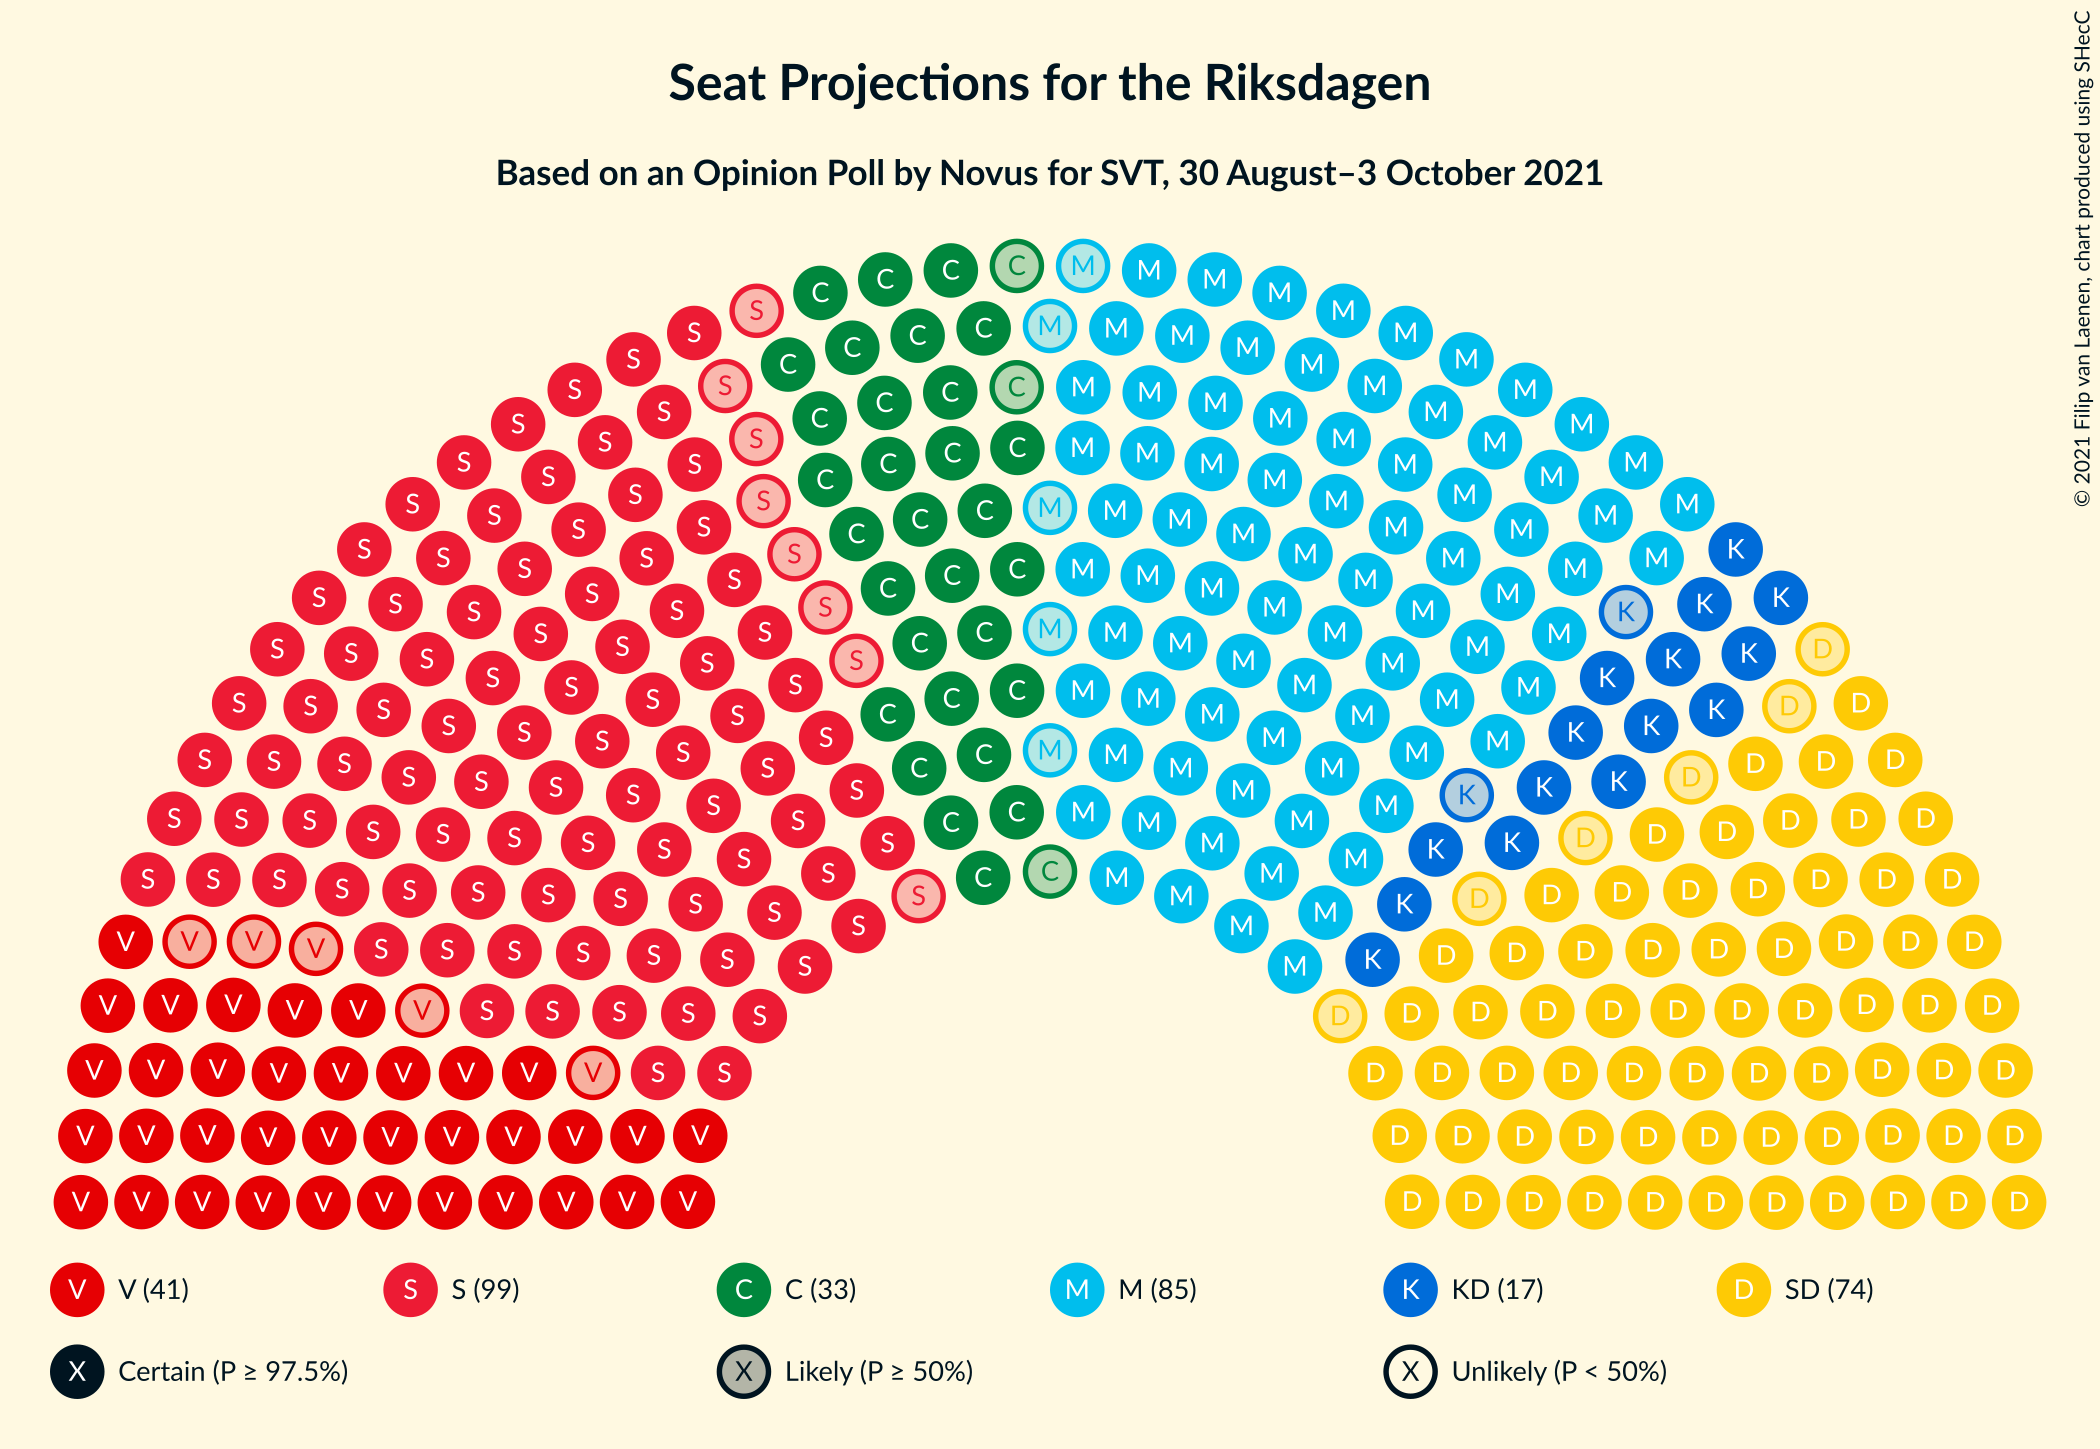 Seat Projections for the Riksdagen
Based on an Opinion Poll by Novus for SVT, 30 August–3 October 2021
© 2021 Filip van Laenen, chart produced using SHecC
V V (41)
S S (99)
C C (33)
M M (85)
K KD (17)
D SD (74)
X Certain (P ≥ 97.5%)
X Likely (P ≥ 50%)
X Unlikely (P < 50%)